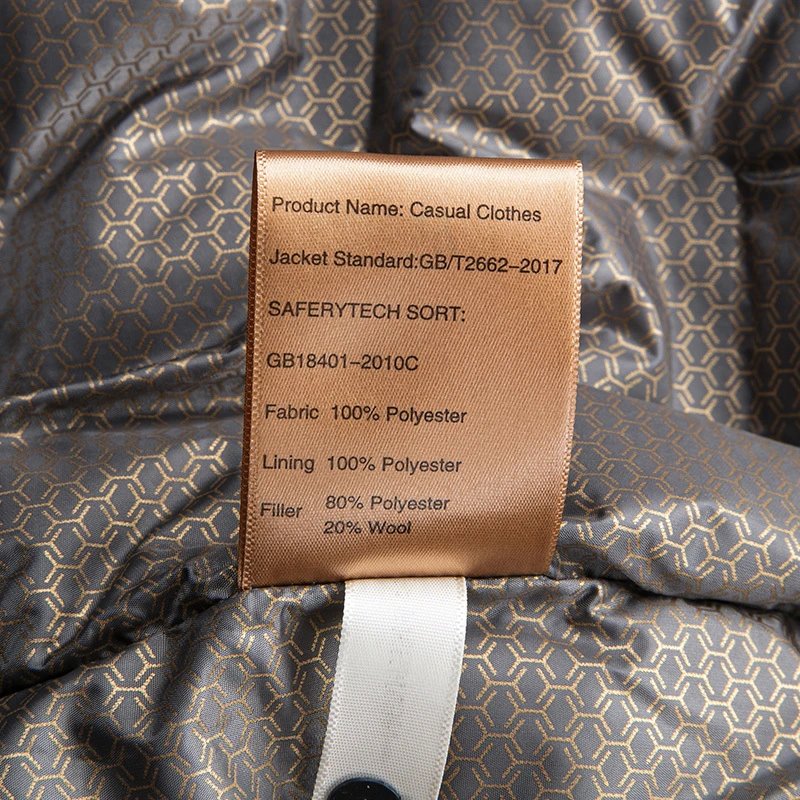 Product Name: Casual Clothes
Jacket Standard:GB/T2662-2017
SAFERYTECH SORT:
GB18401-2010C
Fabric 100% Polyester
Lining 100% Polyester
Filler 80% Polyester
20% Wool